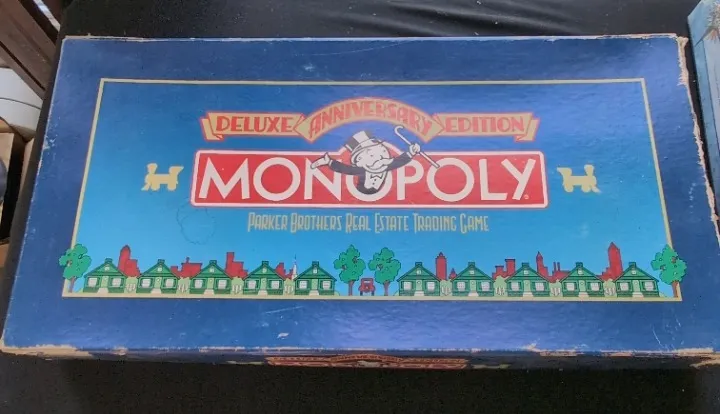 DELUXE ANNIVERSARY EDITION
MONOPOLY®
PARKER BROTHERS REAL ESTATE TRADING GAME